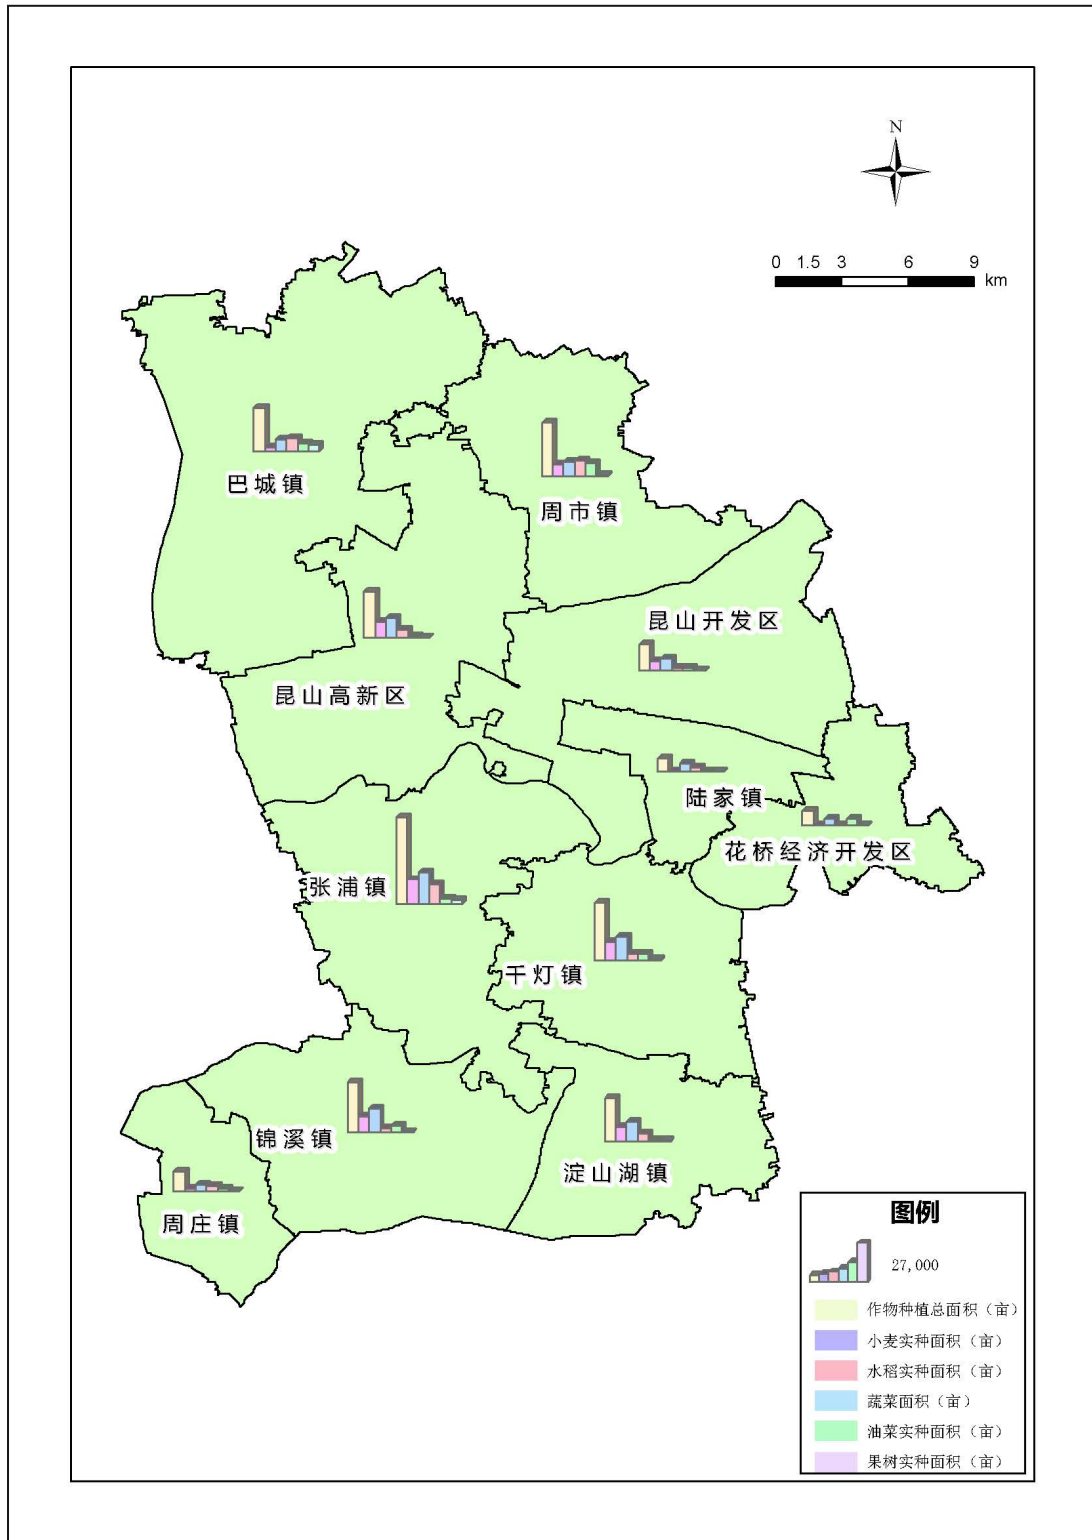 N
0 1.5 3 6 9
km
巴城镇
周市镇
昆山开发区
昆山高新区
陆家镇
花桥经济开发区
张浦镇
千灯镇
锦溪镇
淀山湖镇
周庄镇
图例
27,000
作物种植总面积（亩）
小麦实种面积（亩）
水稻实种面积（亩）
蔬菜面积（亩）
油菜实种面积（亩）
果树实种面积（亩）